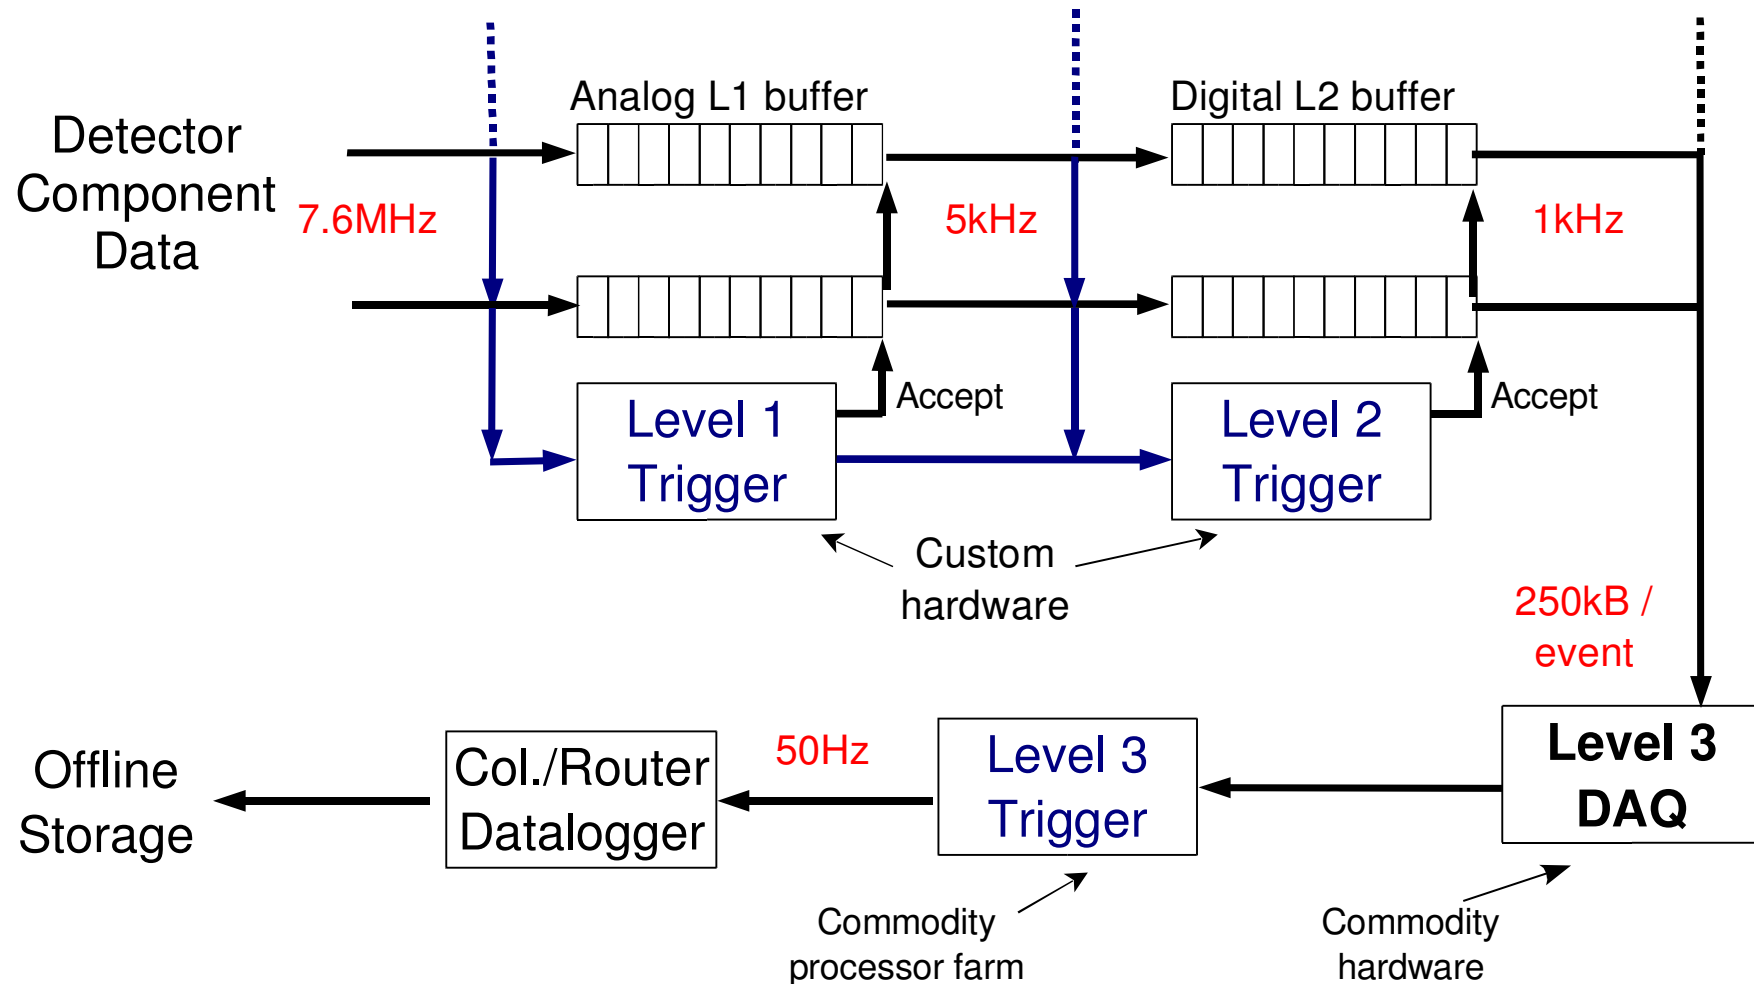 Analog L1 buffer
Digital L2 buffer
Detector
Component
Data
7.6MHz
5kHz
1kHz
Accept
Accept
Level 1
Trigger
Level 2
Trigger
Custom
hardware
250kB /
event
Offline
Storage
Col./Router
Datalogger
50Hz
Level 3
Trigger
Level 3
DAQ
Commodity
processor farm
Commodity
hardware